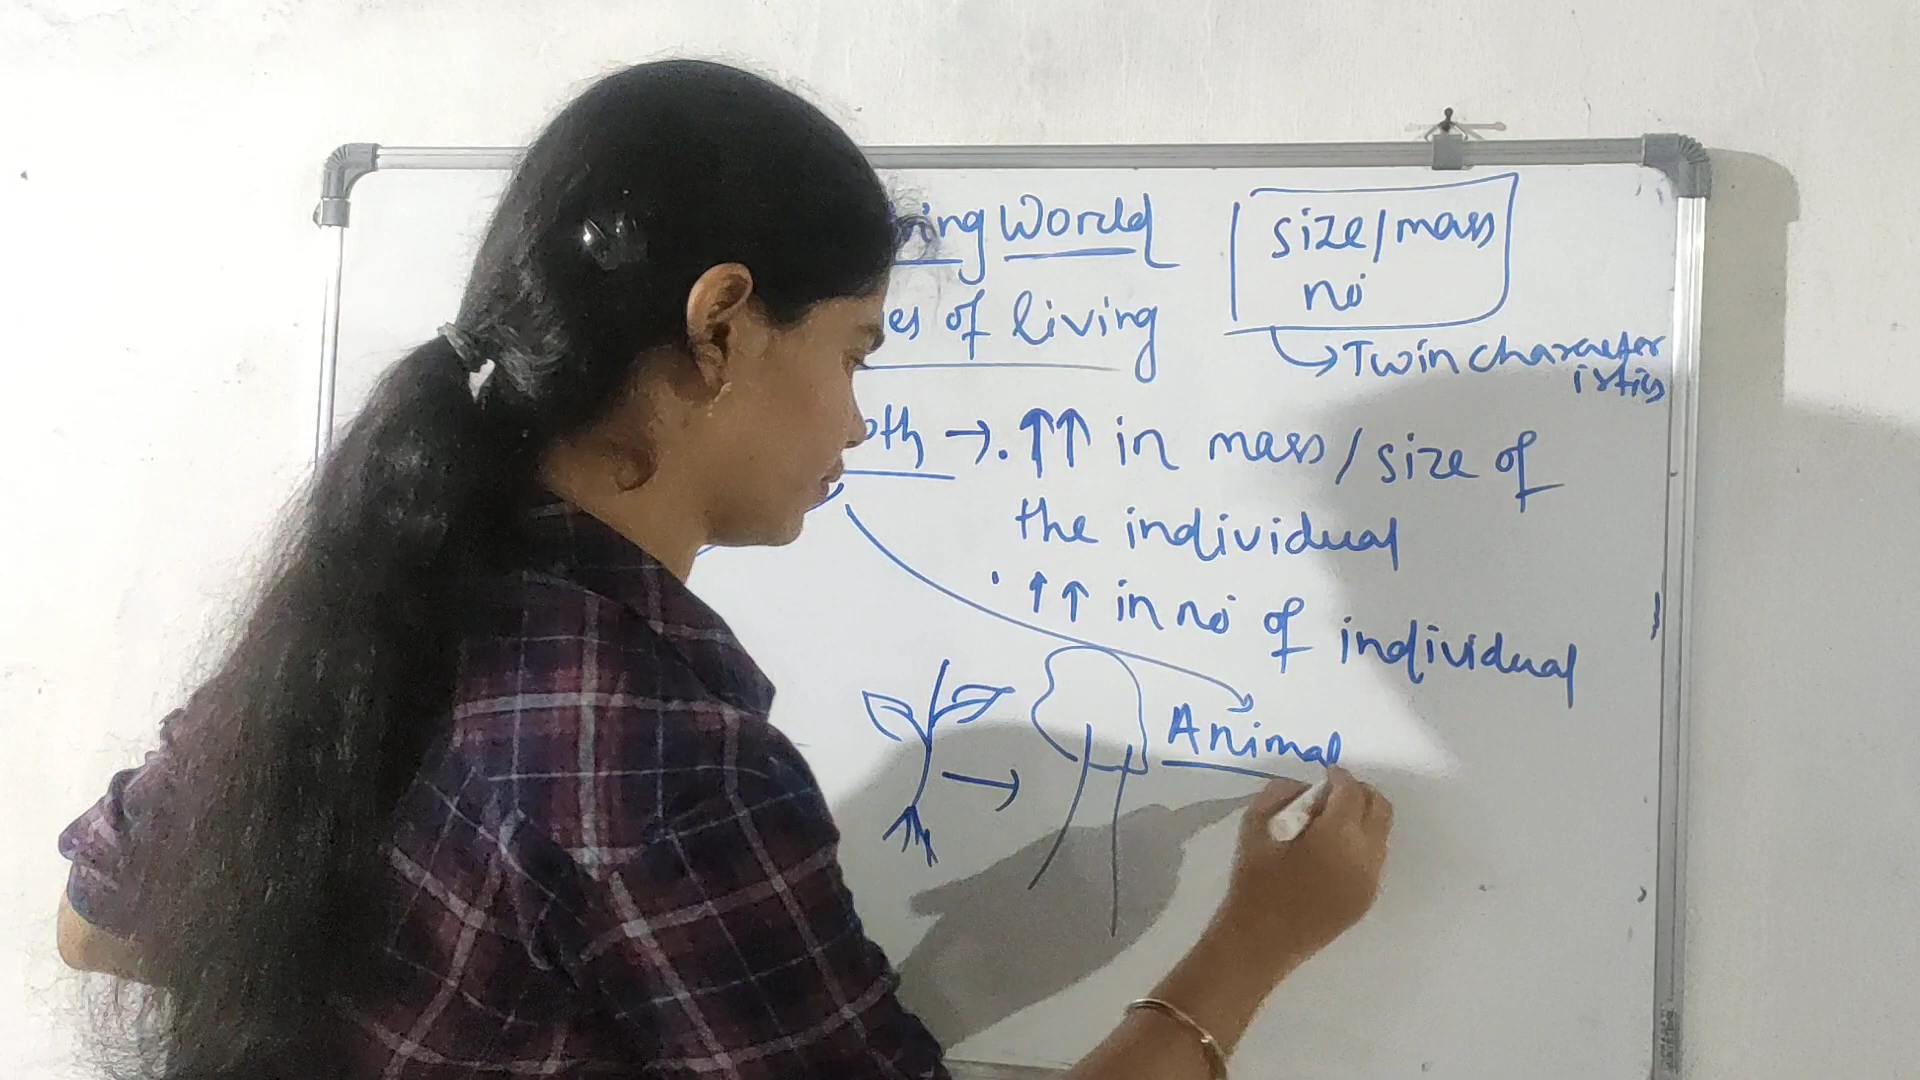 World
size/mass
no
of living
→ Twin character
istics
→ . ↑↑ in mass / size of
the individual
. ↑↑ in no of individual
Animal